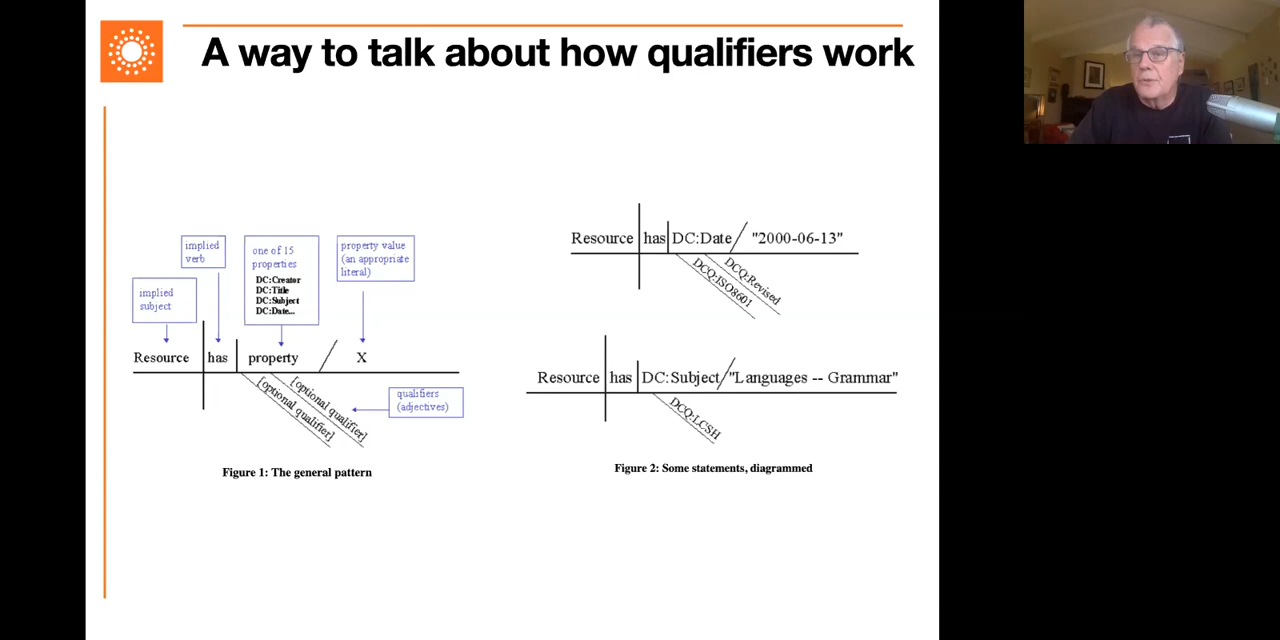 A way to talk about how qualifiers work
implied
verb
one of 15
properties
DC:Creator
DC:Title
DC:Subject
DC:Date...
property value
(an appropriate
literal)
implied
subject
Resource has property / X
[optional qualifier]
[optional qualifier]
qualifiers
(adjectives)
Figure 1: The general pattern
Resource has DC:Date / "2000-06-13"
DCQ:ISO8601
DCQ:Revised
Resource has DC:Subject / "Languages -- Grammar"
DCQ:LCSH
Figure 2: Some statements, diagrammed